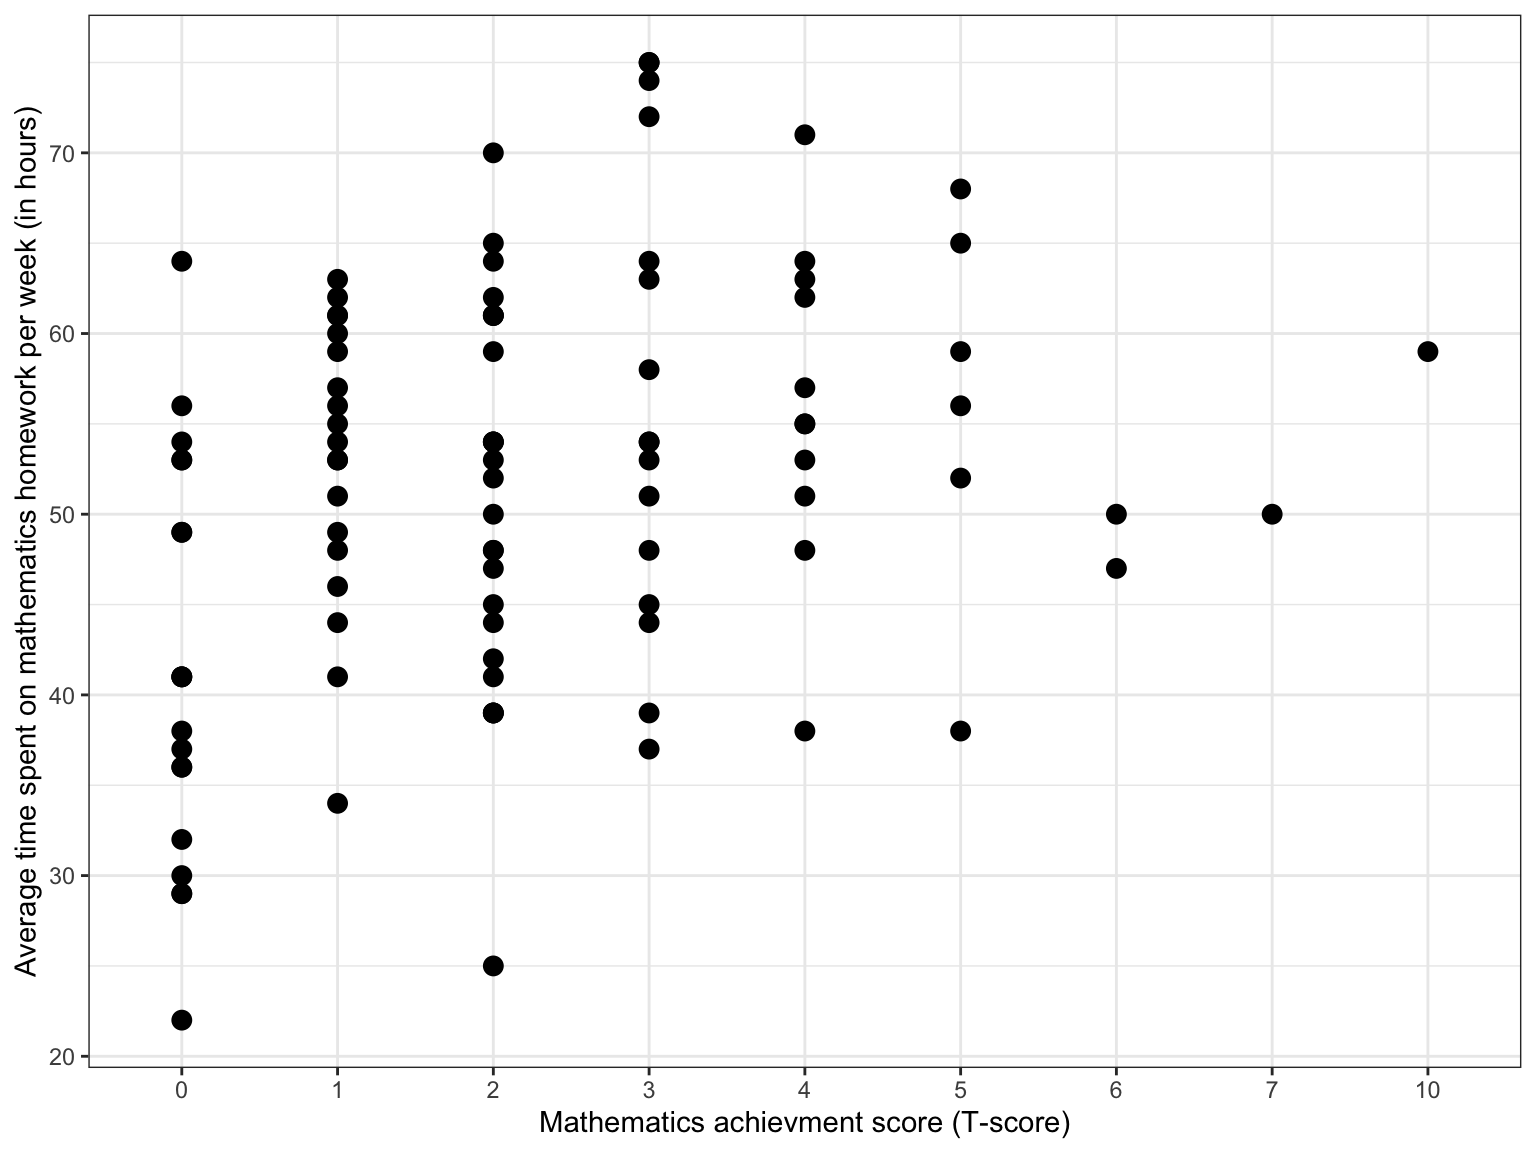 Average time spent on mathematics homework per week (in hours)
70
60
50
40
30
20
0 1 2 3 4 5 6 7 10
Mathematics achievment score (T-score)